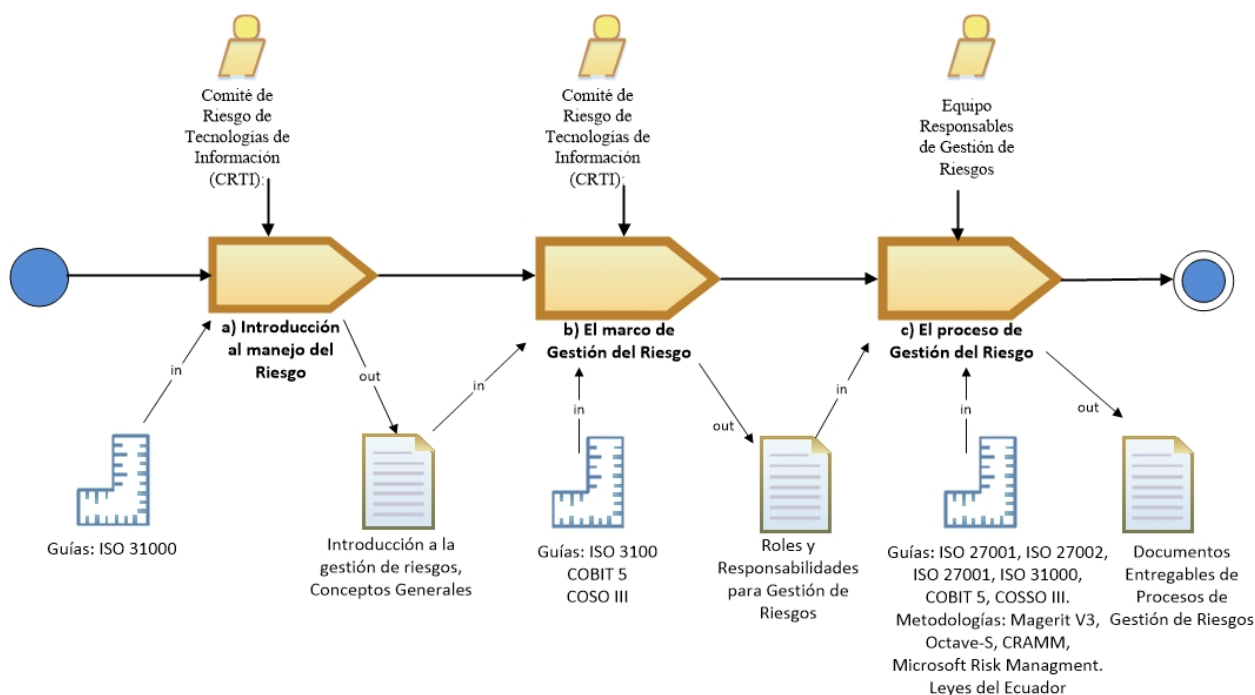 Comité de
Riesgo de
Tecnologías de
Información
(CRTI):
Comité de
Riesgo de
Tecnologías de
Información
(CRTI):
Equipo
Responsables
de Gestión de
Riesgos
a) Introducción
al manejo del
Riesgo
b) El marco de
Gestión del Riesgo
c) El proceso de
Gestión del Riesgo
in
out
in
in
out
in
in
out
Guías: ISO 31000
Introducción a la
gestión de riesgos,
Conceptos Generales
Guías: ISO 3100
COBIT 5
COSO III
Roles y
Responsabilidades
para Gestión de
Riesgos
Guías: ISO 27001, ISO 27002,
ISO 27001, ISO 31000,
COBIT 5, COSSO III.
Metodologías: Magerit V3,
Octave-S, CRAMM,
Microsoft Risk Managment.
Leyes del Ecuador
Documentos
Entregables de
Procesos de
Gestión de Riesgos